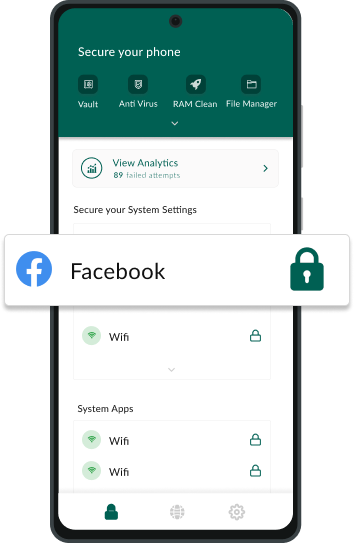 Secure your phone
Vault
Anti Virus
RAM Clean
File Manager
View Analytics
89 failed attempts
Secure your System Settings
Facebook
Wifi
System Apps
Wifi
Wifi